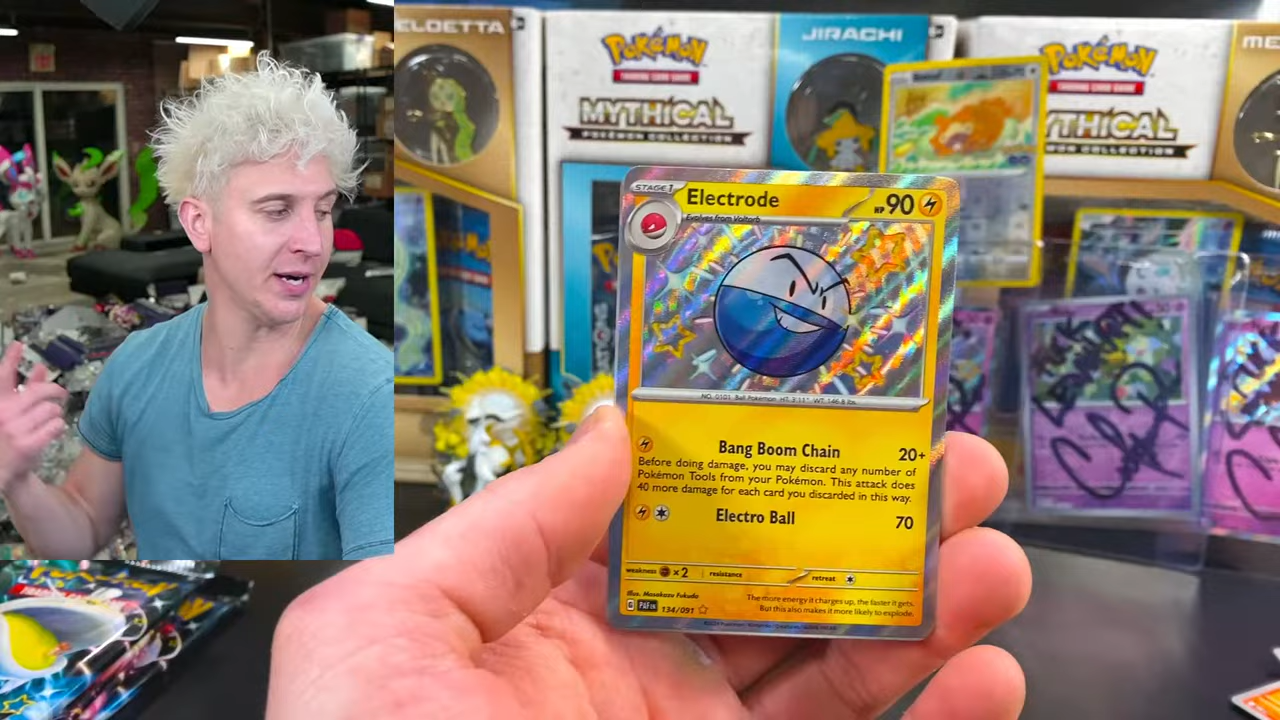 ELOETTA
POKéMON
TRADING CARD GAME
MYTHICAL
POKéMON COLLECTION
JIRACHI
POKéMON
TRADING CARD GAME
YTHICAL
POKéMON COLLECTION
ME
STAGE 1
Electrode
HP 90
Evolves from Voltorb
NO. 0101 Ball Pokémon HT: 3'11" WT: 146.8 lbs.
Bang Boom Chain 20+
Before doing damage, you may discard any number of
Pokémon Tools from your Pokémon. This attack does
40 more damage for each card you discarded in this way.
Electro Ball 70
weakness ×2 resistance retreat
Illus. Masakazu Fukuda
G PAF EN 134/091
The more energy it charges up, the faster it gets.
But this also makes it more likely to explode.